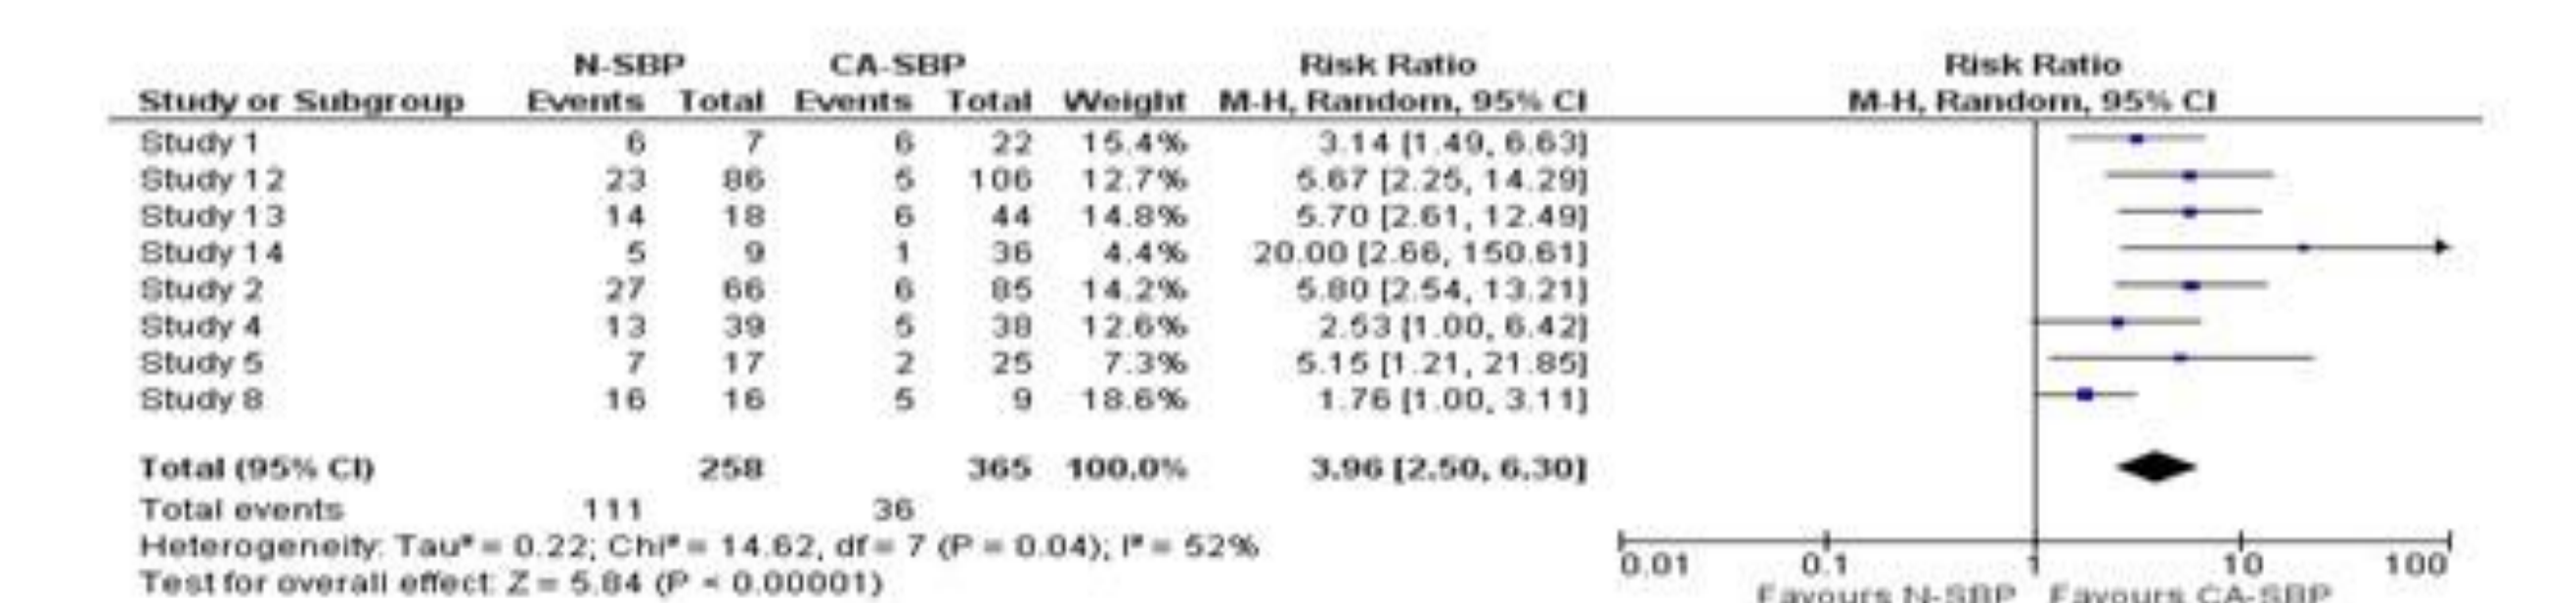 N-SBP CA-SBP Risk Ratio Risk Ratio
Study or Subgroup Events Total Events Total Weight M-H, Random, 95% CI M-H, Random, 95% CI
Study 1 6 7 6 22 15.4% 3.14 [1.49, 6.63]
Study 12 23 86 5 106 12.7% 5.67 [2.25, 14.29]
Study 13 14 18 6 44 14.8% 5.70 [2.61, 12.49]
Study 14 5 9 1 36 4.4% 20.00 [2.66, 150.61]
Study 2 27 66 6 85 14.2% 5.80 [2.54, 13.21]
Study 4 13 39 5 38 12.6% 2.53 [1.00, 6.42]
Study 5 7 17 2 25 7.3% 5.15 [1.21, 21.85]
Study 8 16 16 5 9 18.6% 1.76 [1.00, 3.11]
Total (95% CI) 258 365 100.0% 3.96 [2.50, 6.30]
Total events 111 36
Heterogeneity: Tau² = 0.22; Chi² = 14.62, df = 7 (P = 0.04); I² = 52%
Test for overall effect: Z = 5.84 (P < 0.00001)
0.01 0.1 1 10 100
Favours N-SBP Favours CA-SBP